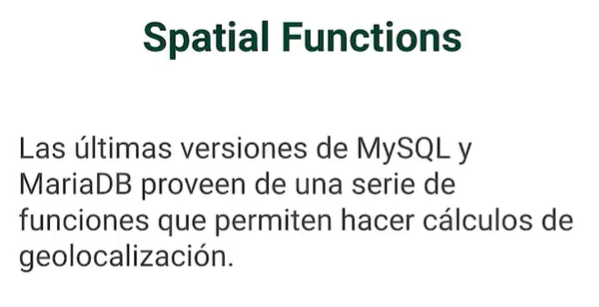 Spatial Functions
Las últimas versiones de MySQL y
MariaDB proveen de una serie de
funciones que permiten hacer cálculos de
geolocalización.